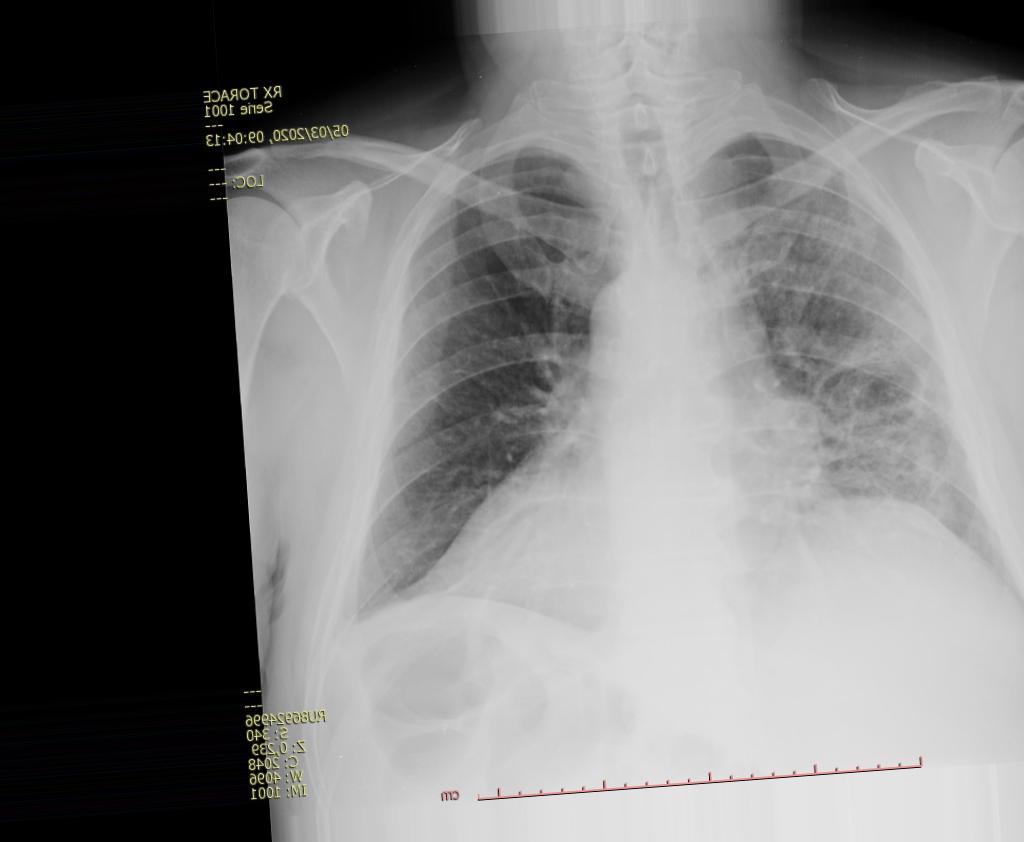 RX TORACE
Serie 1001
---
05/03/2020, 09:04:13
---
LOC: ---
---
---
---
RU86924996
S: 340
Z: 0,239
C: 2048
W: 4096
IM: 1001
cm